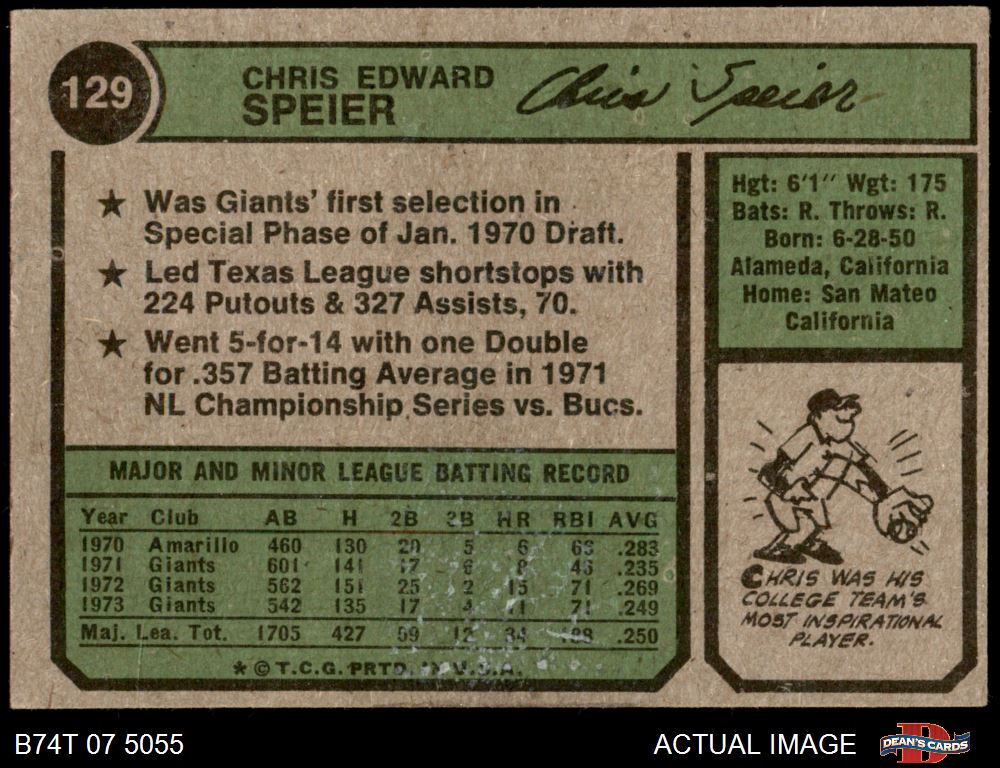 129
CHRIS EDWARD
SPEIER
Chris Speier
★ Was Giants' first selection in
Special Phase of Jan. 1970 Draft.
★ Led Texas League shortstops with
224 Putouts & 327 Assists, 70.
★ Went 5-for-14 with one Double
for .357 Batting Average in 1971
NL Championship Series vs. Bucs.
Hgt: 6'1" Wgt: 175
Bats: R. Throws: R.
Born: 6-28-50
Alameda, California
Home: San Mateo
California
MAJOR AND MINOR LEAGUE BATTING RECORD
Year Club AB H 2B 3B HR RBI AVG
1970 Amarillo 460 130 20 5 6 .283
1971 Giants 601 141 17 6 8 .235
1972 Giants 562 151 25 2 15 71 .269
1973 Giants 542 135 17 4 11 71 .249
Maj. Lea. Tot. 1705 427 59 12 34 .250
* © T.C.G. PRTD. IN U.S.A.
CHRIS WAS HIS
COLLEGE TEAM'S
MOST INSPIRATIONAL
PLAYER.
B74T 07 5055
ACTUAL IMAGE
DEAN'S CARDS